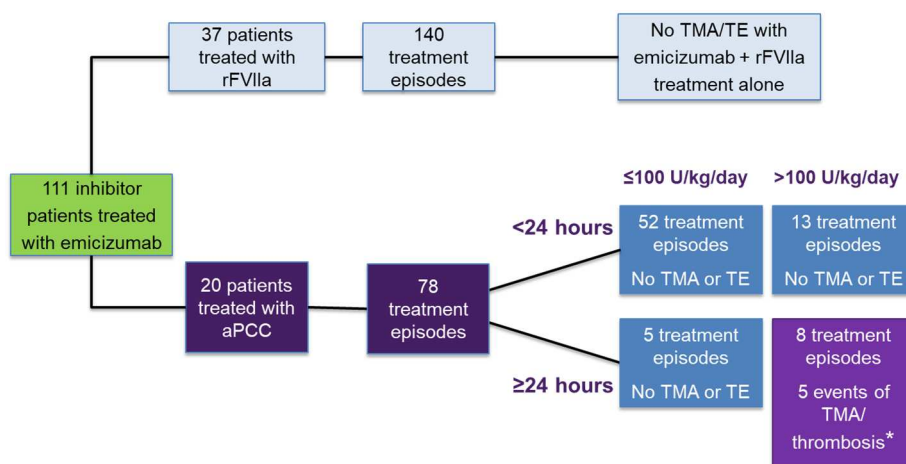 37 patients
treated with
rFVIIa
140
treatment
episodes
No TMA/TE with
emicizumab + rFVIIa
treatment alone
111 inhibitor
patients treated
with emicizumab
≤100 U/kg/day
>100 U/kg/day
<24 hours
52 treatment
episodes
No TMA or TE
13 treatment
episodes
No TMA or TE
20 patients
treated with
aPCC
78
treatment
episodes
≥24 hours
5 treatment
episodes
No TMA or TE
8 treatment
episodes
5 events of
TMA/
thrombosis*